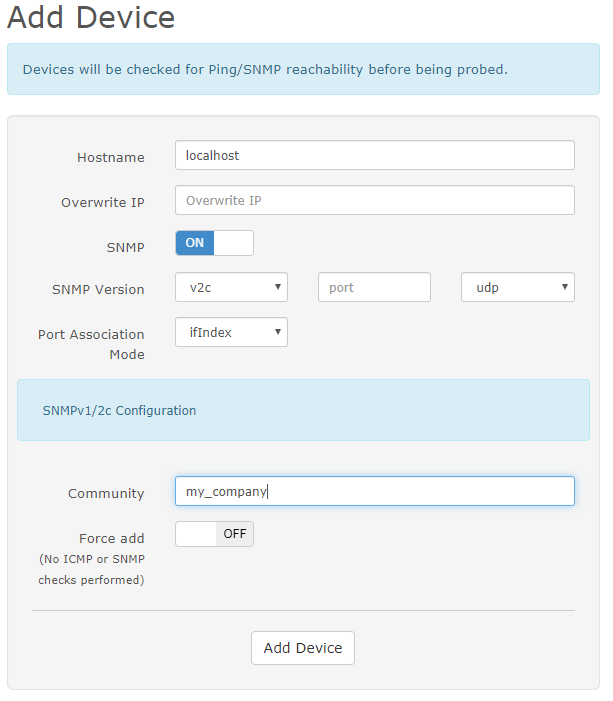 Add Device
Devices will be checked for Ping/SNMP reachability before being probed.
Hostname localhost
Overwrite IP Overwrite IP
SNMP ON
SNMP Version v2c port udp
Port Association
Mode ifIndex
SNMPv1/2c Configuration
Community my_company
Force add OFF
(No ICMP or SNMP
checks performed)
Add Device